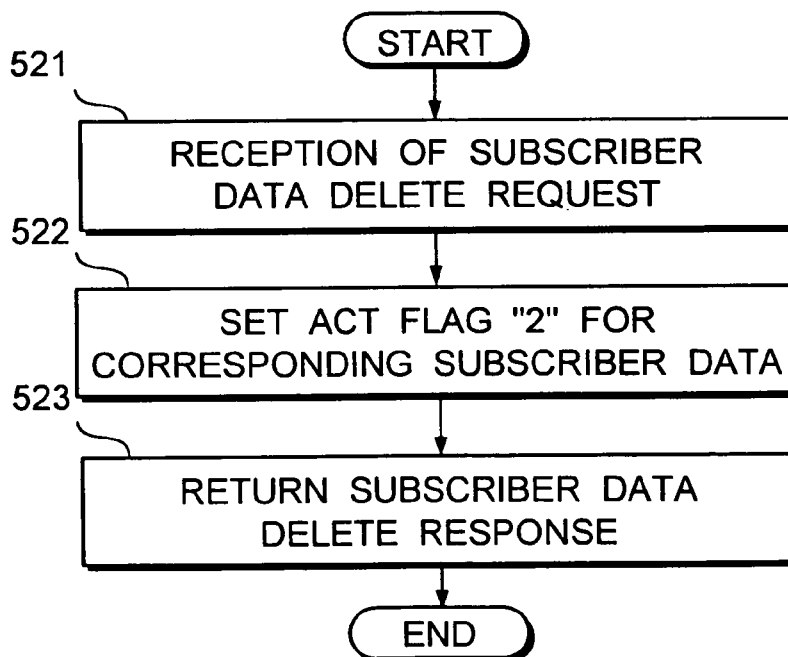 START
521
RECEPTION OF SUBSCRIBER
DATA DELETE REQUEST
522
SET ACT FLAG "2" FOR
CORRESPONDING SUBSCRIBER DATA
523
RETURN SUBSCRIBER DATA
DELETE RESPONSE
END